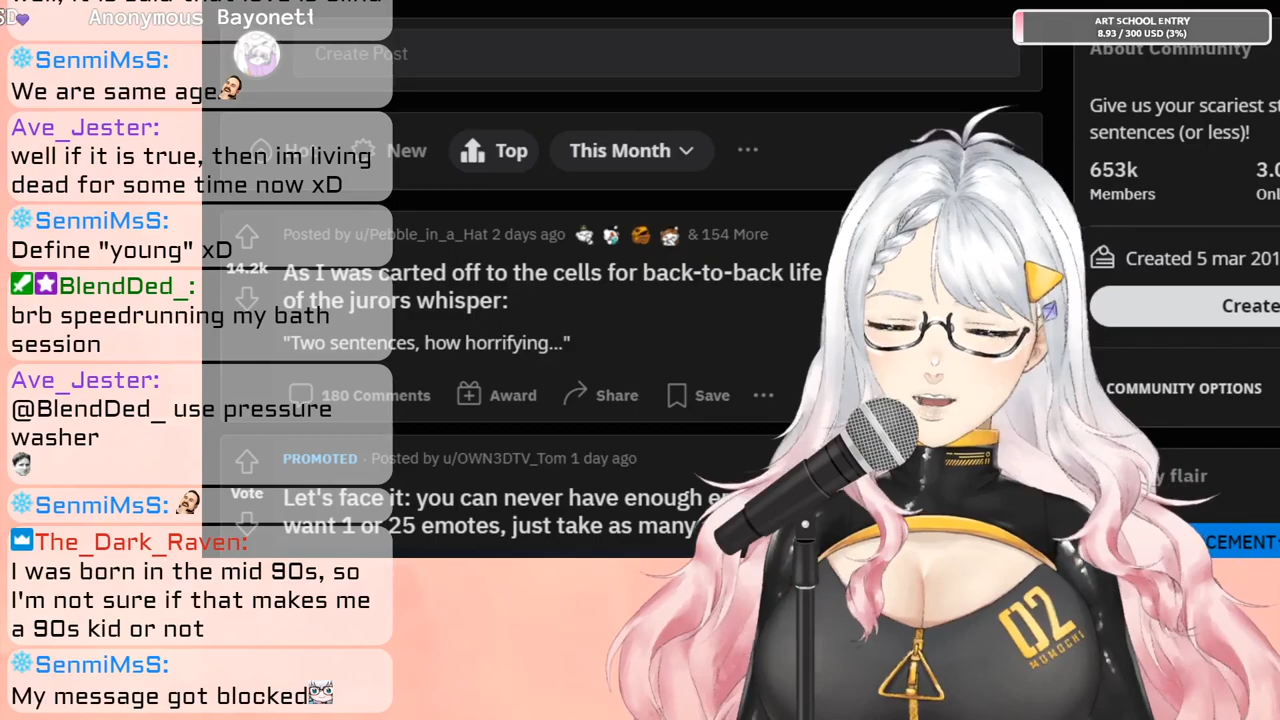 Anonymous Bayonett
SenmiMsS:
We are same age
Ave_Jester:
well if it is true, then im living
dead for some time now xD
SenmiMsS:
Define "young" xD
BlendDed_:
brb speedrunning my bath
session
Ave_Jester:
@BlendDed_ use pressure
washer
SenmiMsS:
The_Dark_Raven:
I was born in the mid 90s, so
I'm not sure if that makes me
a 90s kid or not
SenmiMsS:
My message got blocked
Create Post
New
Top
This Month
Posted by u/Pebble_in_a_Hat 2 days ago & 154 More
14.2k
As I was carted off to the cells for back-to-back life
of the jurors whisper:
"Two sentences, how horrifying..."
180 Comments Award Share Save
PROMOTED · Posted by u/OWN3DTV_Tom 1 day ago
Vote
Let's face it: you can never have enough
want 1 or 25 emotes, just take as many
ART SCHOOL ENTRY
8.93 / 300 USD (3%)
About Community
Give us your scariest
sentences (or less)!
653k
Members
Created 5 mar
Create
COMMUNITY OPTIONS
flair
02
MOMOCHI